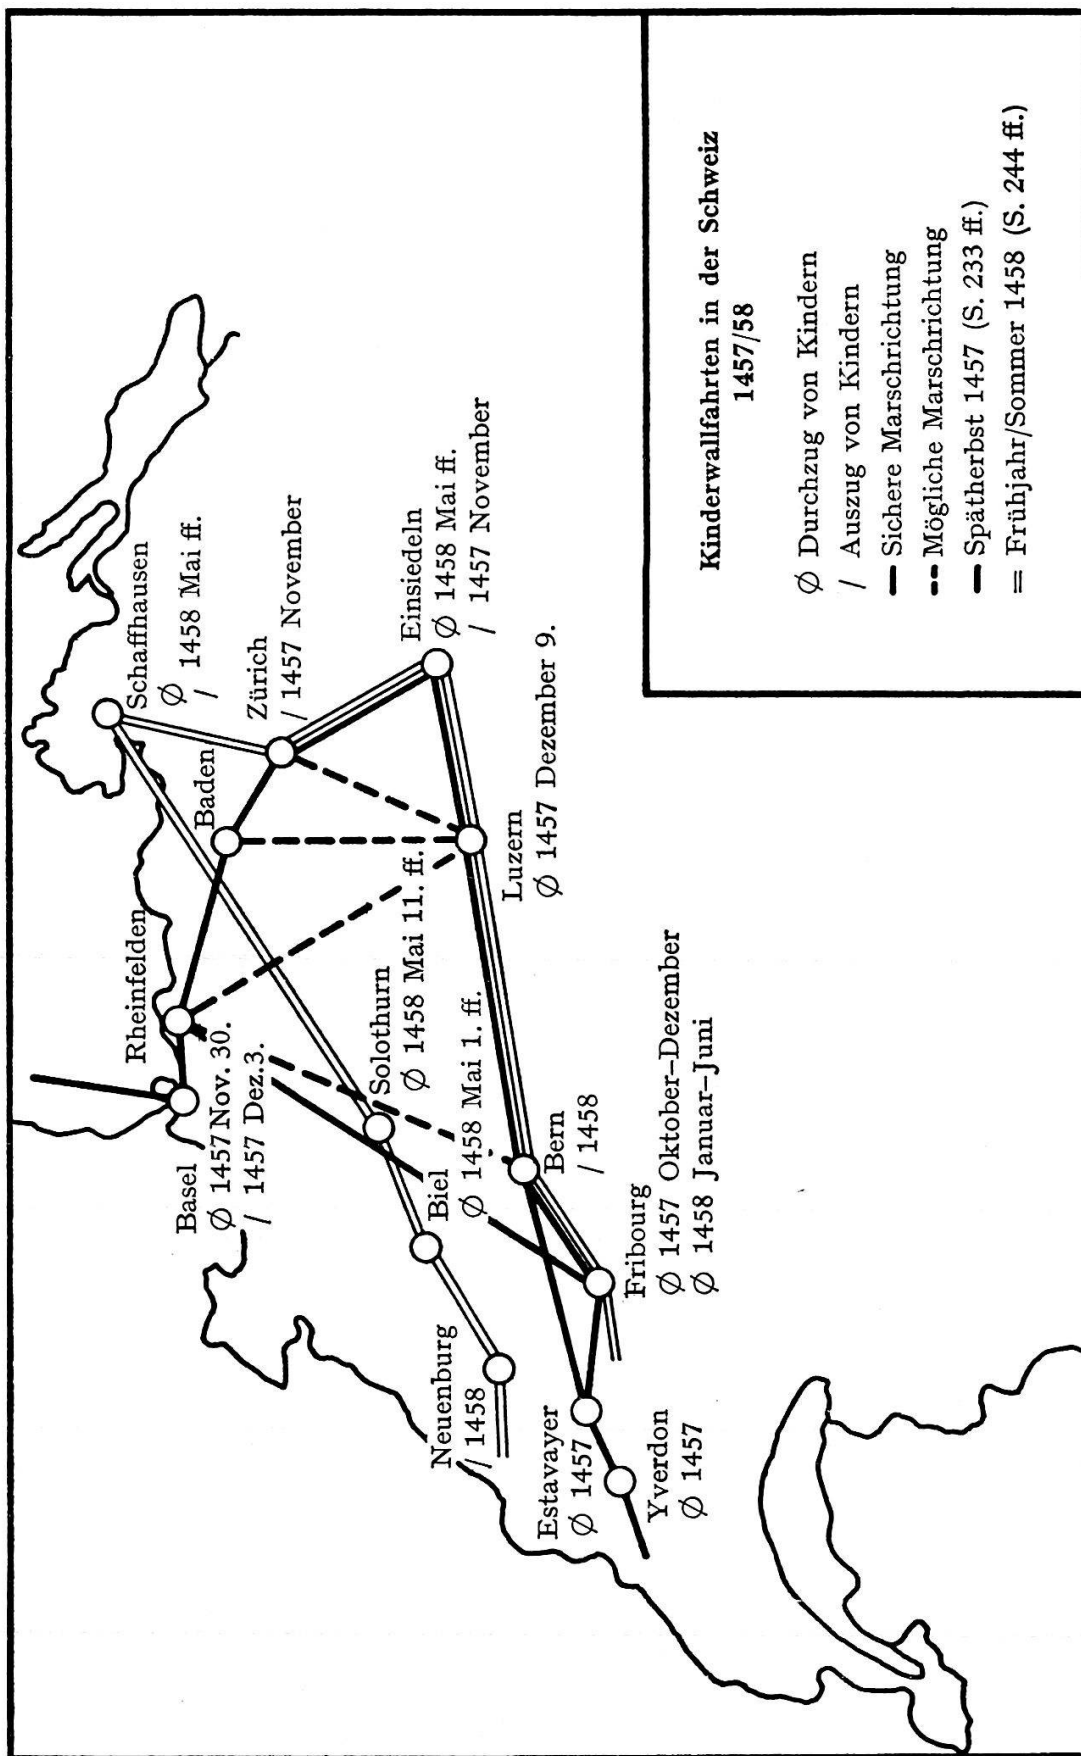 Kinderwallfahrten in der Schweiz
1457/58
Ø Durchzug von Kindern
/ Auszug von Kindern
Sichere Marschrichtung
Mögliche Marschrichtung
Spätherbst 1457 (S. 233 ff.)
= Frühjahr/Sommer 1458 (S. 244 ff.)
Schaffhausen
Ø 1458 Mai ff.
/
Zürich
/ 1457 November
Baden
Einsiedeln
Ø 1458 Mai ff.
/ 1457 November
Rheinfelden
Basel
Ø 1457 Nov. 30.
/ 1457 Dez. 3.
Luzern
Ø 1457 Dezember 9.
Solothurn
Ø 1458 Mai 11. ff.
Biel
Ø 1458 Mai 1. ff.
Bern
/ 1458
Fribourg
Ø 1457 Oktober–Dezember
Ø 1458 Januar–Juni
Neuenburg
/ 1458
Estavayer
Ø 1457
Yverdon
Ø 1457